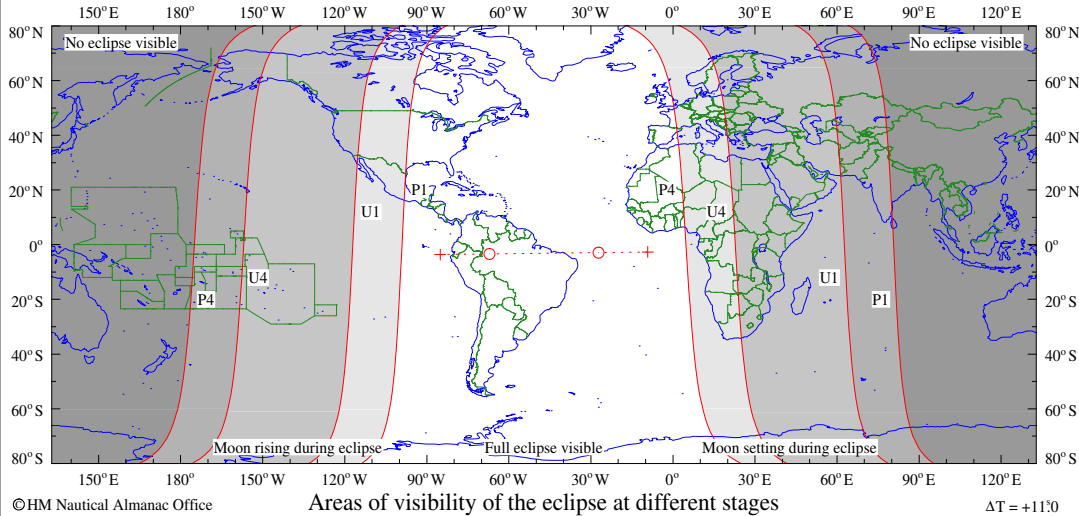 150°E 180° 150°W 120°W 90°W 60°W 30°W 0° 30°E 60°E 90°E 120°E
80°N No eclipse visible No eclipse visible 80°N
60°N 60°N
40°N 40°N
20°N P1 P4 20°N
U1 U4
0° 0°
U4 U1
20°S P4 P1 20°S
40°S 40°S
60°S 60°S
Moon rising during eclipse Full eclipse visible Moon setting during eclipse
80°S 80°S
150°E 180° 150°W 120°W 90°W 60°W 30°W 0° 30°E 60°E 90°E 120°E
©HM Nautical Almanac Office Areas of visibility of the eclipse at different stages ΔT = +11ˢ.0